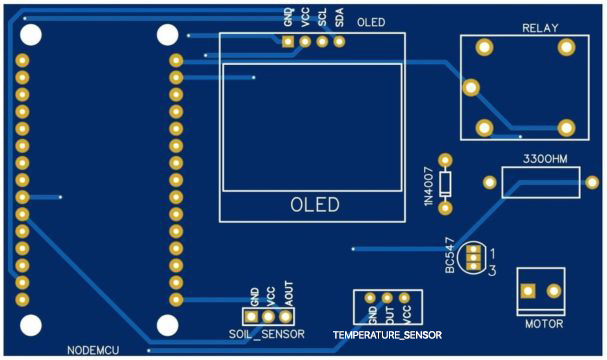 GND
VCC
SCL
SDA
OLED
RELAY
OLED
1N4007
330OHM
BC547
1
3
GND
VCC
AOUT
SOIL_SENSOR
GND
OUT
VCC
TEMPERATURE_SENSOR
MOTOR
NODEMCU